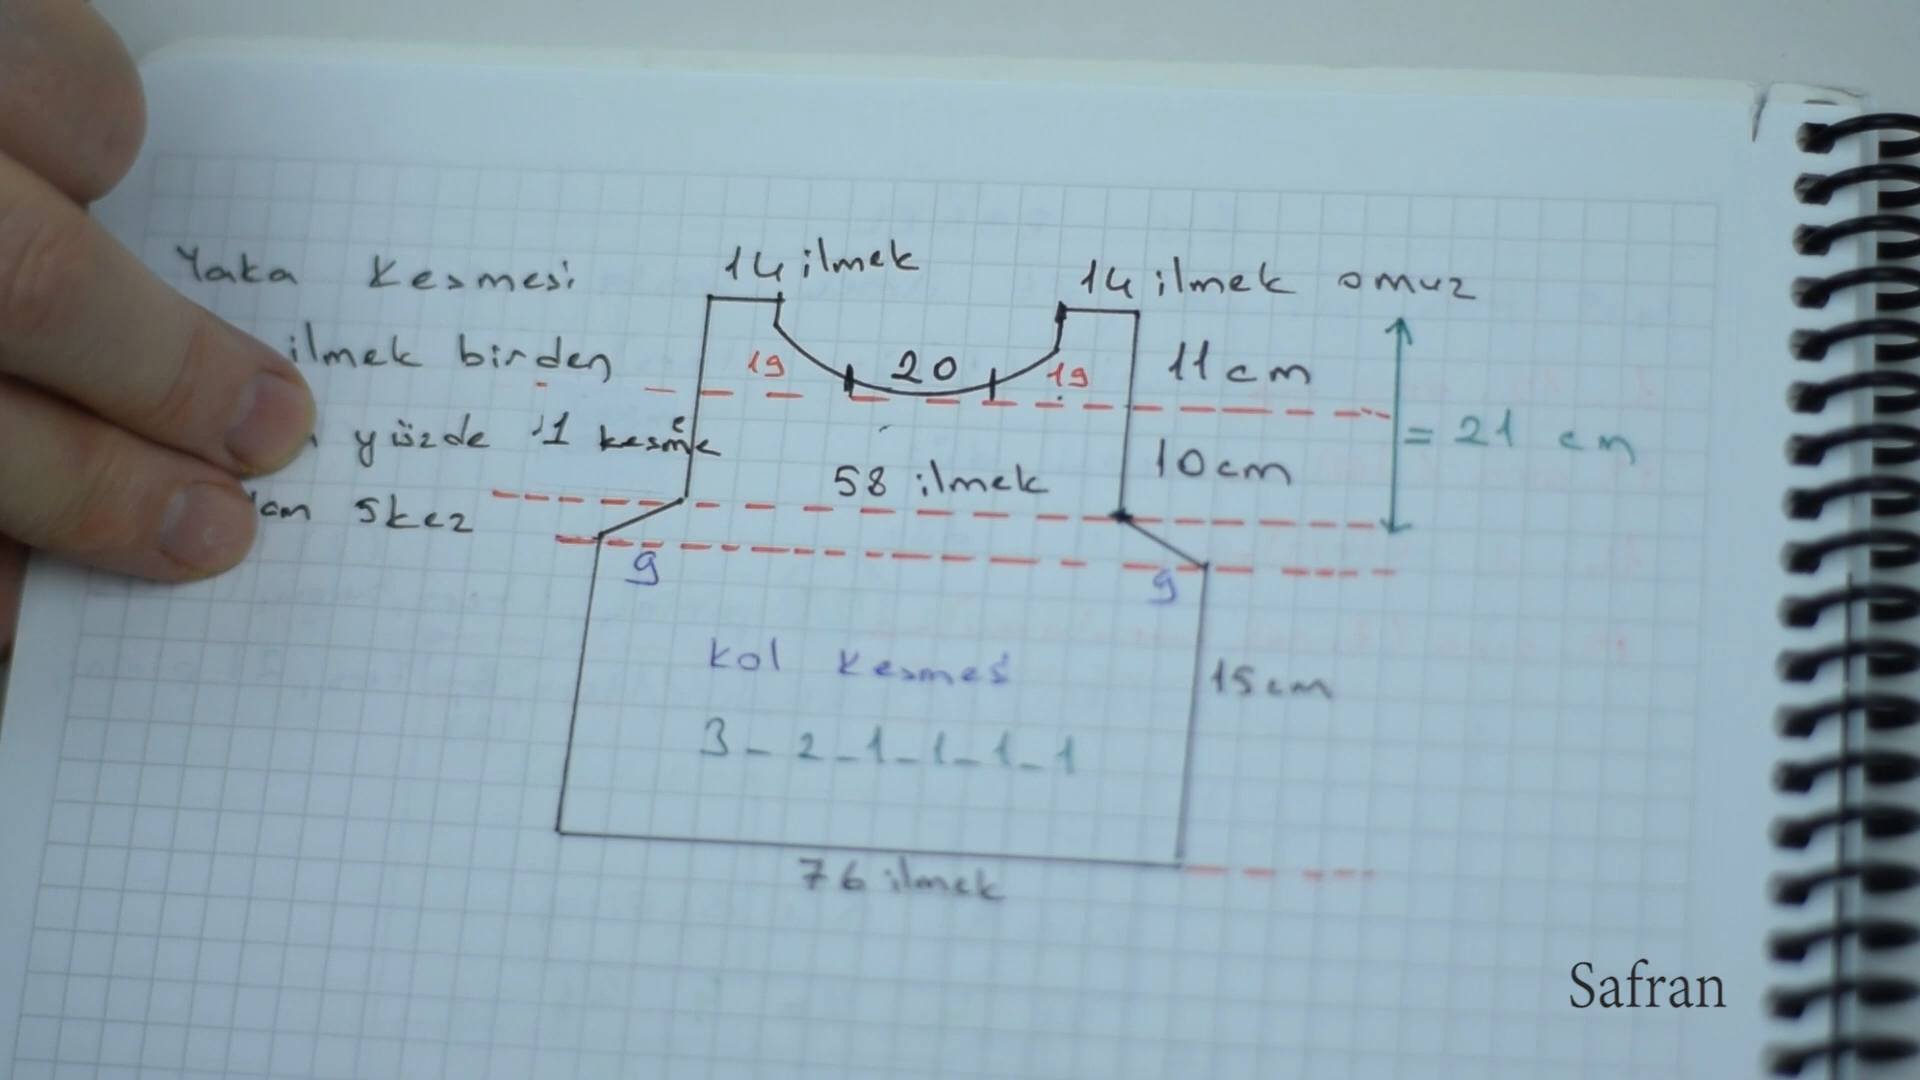 Yaka Kesmesi
ilmek birden
yüzde 1 kesme
5kez
14 ilmek
14 ilmek omuz
19
20
19
11cm
= 21 cm
10cm
58 ilmek
9
9
Kol Kesmesi
3-2-1-1-1-1
15cm
76 ilmek
Safran